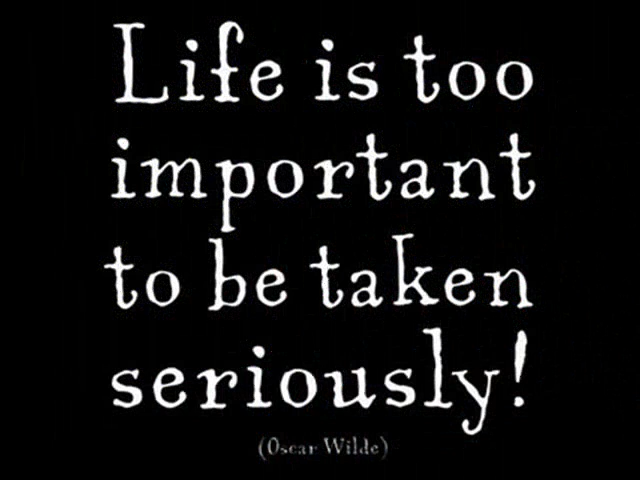 Life is too
important
to be taken
seriously!
(Oscar Wilde)